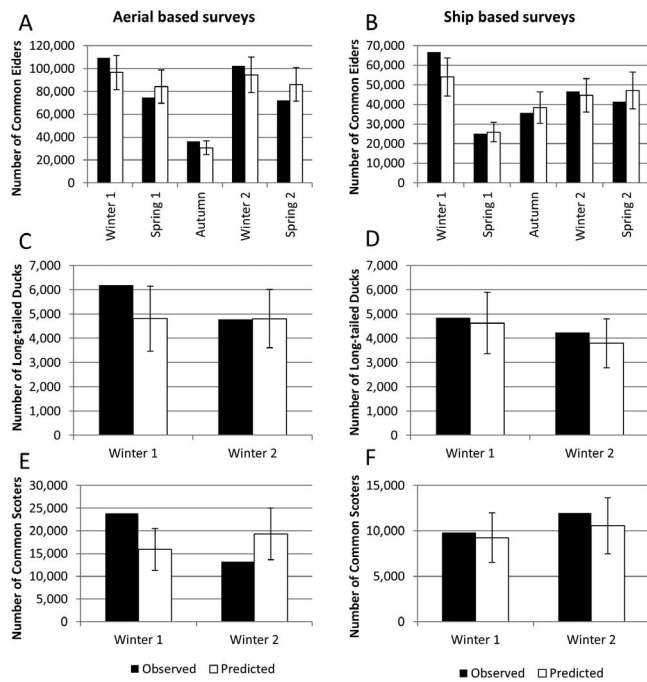 Aerial based surveys
Ship based surveys
A
Number of Common Eiders
120,000
100,000
80,000
60,000
40,000
20,000
0
Winter 1
Spring 1
Autumn
Winter 2
Spring 2
B
Number of Common Eiders
70,000
60,000
50,000
40,000
30,000
20,000
10,000
0
Winter 1
Spring 1
Autumn
Winter 2
Spring 2
C
Number of Long-tailed Ducks
7,000
6,000
5,000
4,000
3,000
2,000
1,000
0
Winter 1 Winter 2
D
Number of Long-tailed Ducks
7,000
6,000
5,000
4,000
3,000
2,000
1,000
0
Winter 1 Winter 2
E
Number of Common Scoters
30,000
25,000
20,000
15,000
10,000
5,000
0
Winter 1 Winter 2
Observed Predicted
F
Number of Common Scoters
15,000
10,000
5,000
0
Winter 1 Winter 2
Observed Predicted